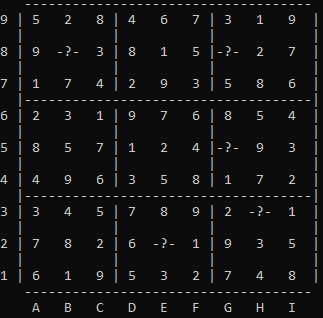 -------------------------------------
9 | 5 2 8 | 4 6 7 | 3 1 9 |
| | | |
8 | 9 -?- 3 | 8 1 5 |-?- 2 7 |
| | | |
7 | 1 7 4 | 2 9 3 | 5 8 6 |
-------------------------------------
6 | 2 3 1 | 9 7 6 | 8 5 4 |
| | | |
5 | 8 5 7 | 1 2 4 |-?- 9 3 |
| | | |
4 | 4 9 6 | 3 5 8 | 1 7 2 |
-------------------------------------
3 | 3 4 5 | 7 8 9 | 2 -?- 1 |
| | | |
2 | 7 8 2 | 6 -?- 1 | 9 3 5 |
| | | |
1 | 6 1 9 | 5 3 2 | 7 4 8 |
-------------------------------------
A B C D E F G H I